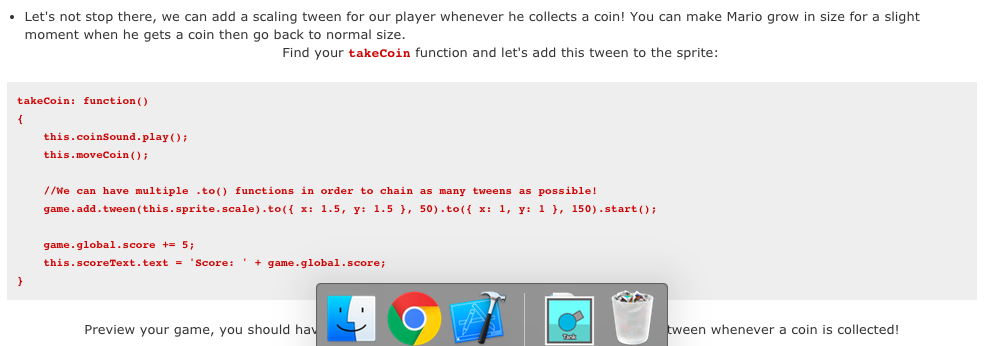 Let's not stop there, we can add a scaling tween for our player whenever he collects a coin! You can make Mario grow in size for a slight
moment when he gets a coin then go back to normal size.
Find your takeCoin function and let's add this tween to the sprite:
takeCoin: function()
{
this.coinSound.play();
this.moveCoin();
//We can have multiple .to() functions in order to chain as many tweens as possible!
game.add.tween(this.sprite.scale).to({ x: 1.5, y: 1.5 }, 50).to({ x: 1, y: 1 }, 150).start();
game.global.score += 5;
this.scoreText.text = 'Score: ' + game.global.score;
}
Preview your game, you should hav tween whenever a coin is collected!
Tank